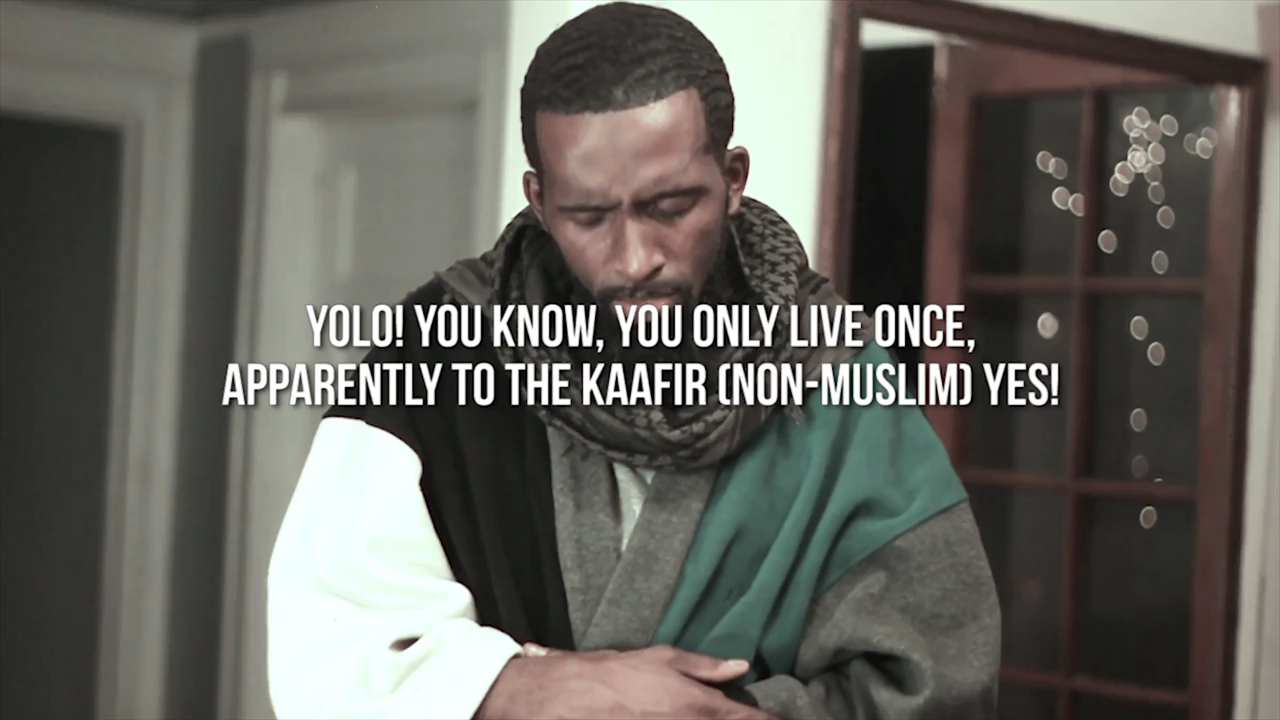 YOLO! YOU KNOW, YOU ONLY LIVE ONCE,
APPARENTLY TO THE KAAFIR (NON-MUSLIM) YES!